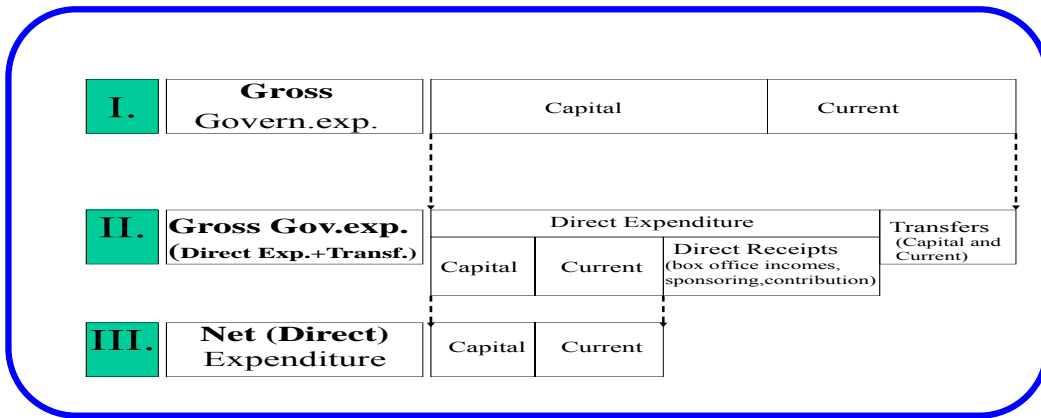 I.
Gross
Govern.exp.
Capital
Current
II.
Gross Gov.exp.
(Direct Exp.+Transf.)
Direct Expenditure
Capital
Current
Direct Receipts
(box office incomes,
sponsoring,contribution)
Transfers
(Capital and
Current)
III.
Net (Direct)
Expenditure
Capital
Current